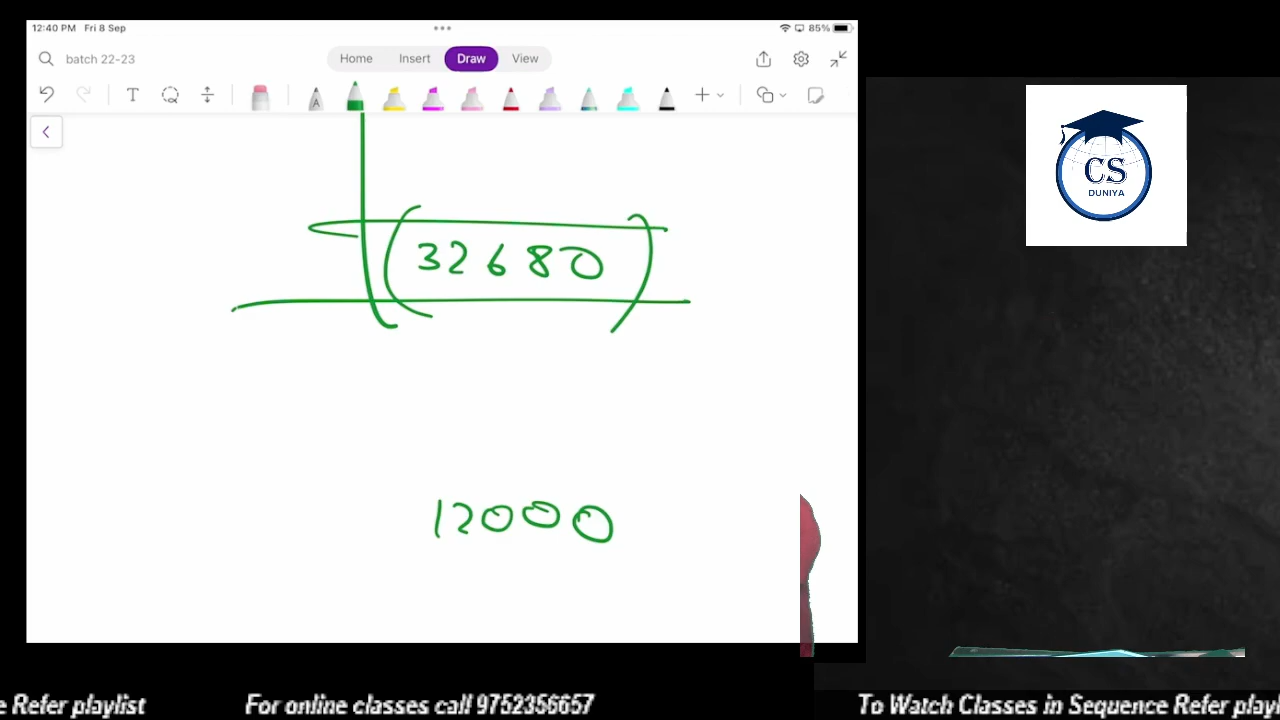 12:40 PM Fri 8 Sep
85%
batch 22-23
Home Insert Draw View
T
A
32680
12000
CS
DUNIYA
e Refer playlist For online classes call 9752356657 To Watch Classes in Sequence Refer playl